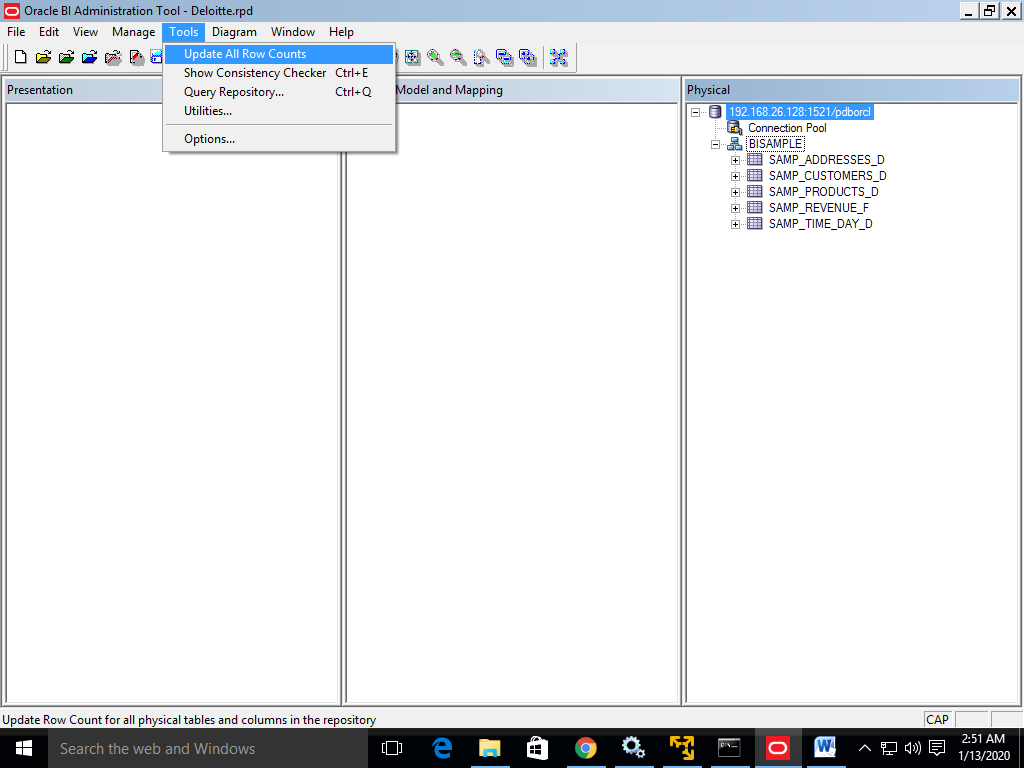 Oracle BI Administration Tool - Deloitte.rpd
File Edit View Manage Tools Diagram Window Help
Update All Row Counts
Show Consistency Checker Ctrl+E
Query Repository... Ctrl+Q
Utilities...
Options...
Presentation Model and Mapping Physical
192.168.26.128:1521/pdborcl
Connection Pool
BISAMPLE
SAMP_ADDRESSES_D
SAMP_CUSTOMERS_D
SAMP_PRODUCTS_D
SAMP_REVENUE_F
SAMP_TIME_DAY_D
Update Row Count for all physical tables and columns in the repository CAP
Search the web and Windows
2:51 AM
1/13/2020